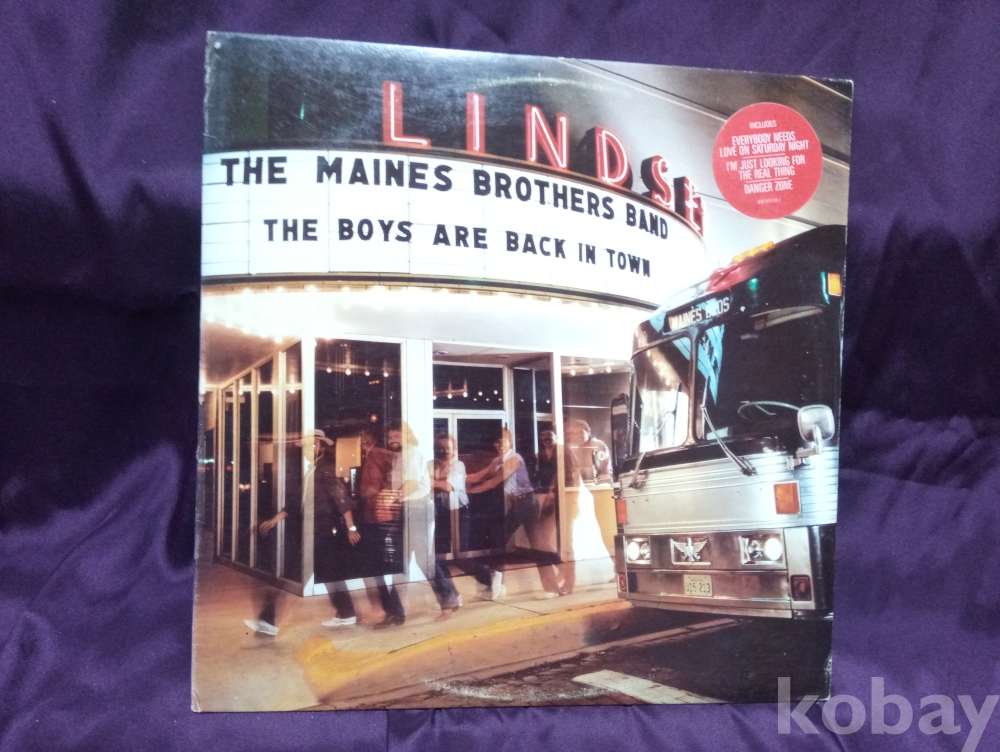 LINDSE
THE MAINES BROTHERS BAND
THE BOYS ARE BACK IN TOWN
INCLUDES
EVERYBODY NEEDS
LOVE ON SATURDAY NIGHT
I'M JUST LOOKING FOR
THE REAL THING
DANGER ZONE
MAINES BROS
kobay